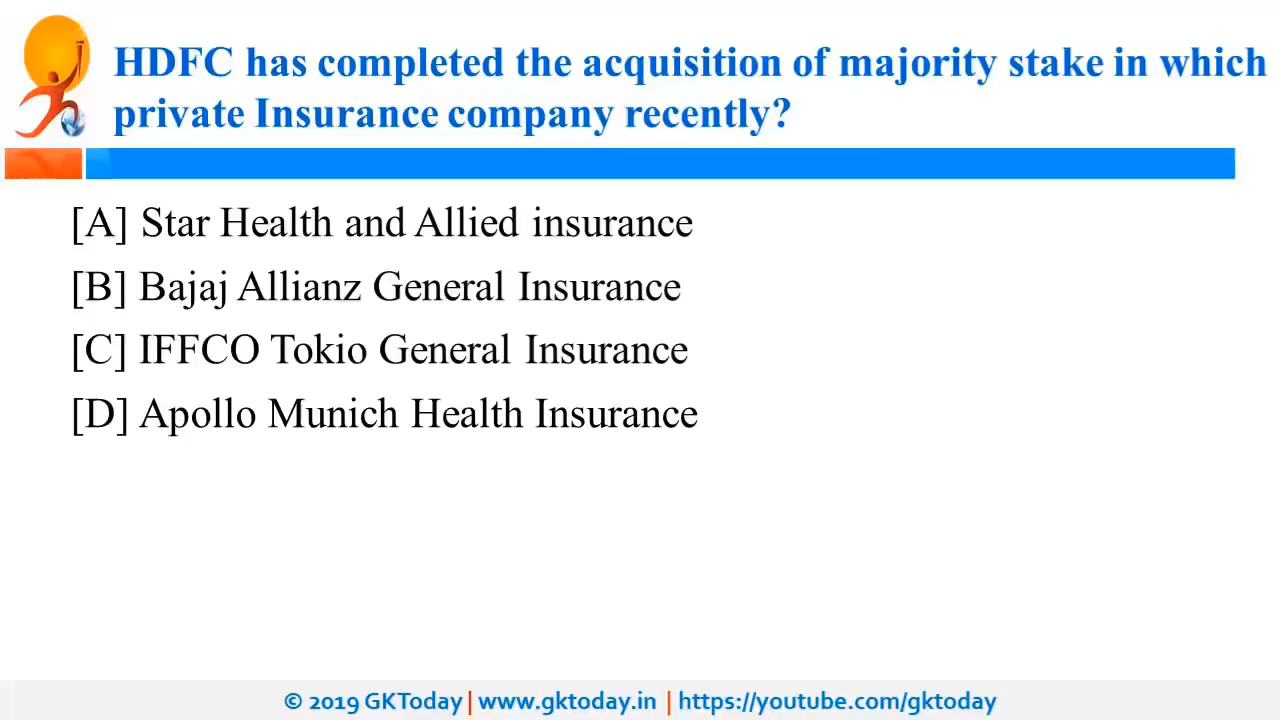 HDFC has completed the acquisition of majority stake in which
private Insurance company recently?
[A] Star Health and Allied insurance
[B] Bajaj Allianz General Insurance
[C] IFFCO Tokio General Insurance
[D] Apollo Munich Health Insurance
© 2019 GKToday | www.gktoday.in | https://youtube.com/gktoday